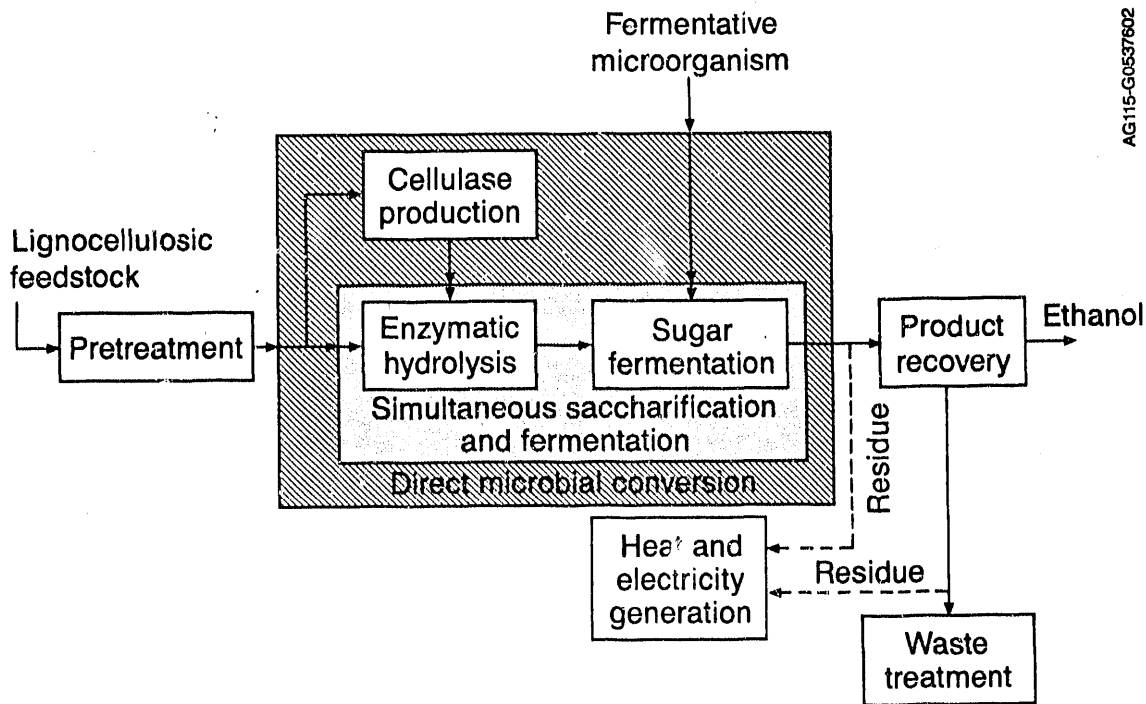 AG115-G0537602
Fermentative
microorganism
Cellulase
production
Lignocellulosic
feedstock
Pretreatment
Enzymatic
hydrolysis
Sugar
fermentation
Product
recovery
Ethanol
Simultaneous saccharification
and fermentation
Direct microbial conversion
Residue
Heat and
electricity
generation
Residue
Waste
treatment